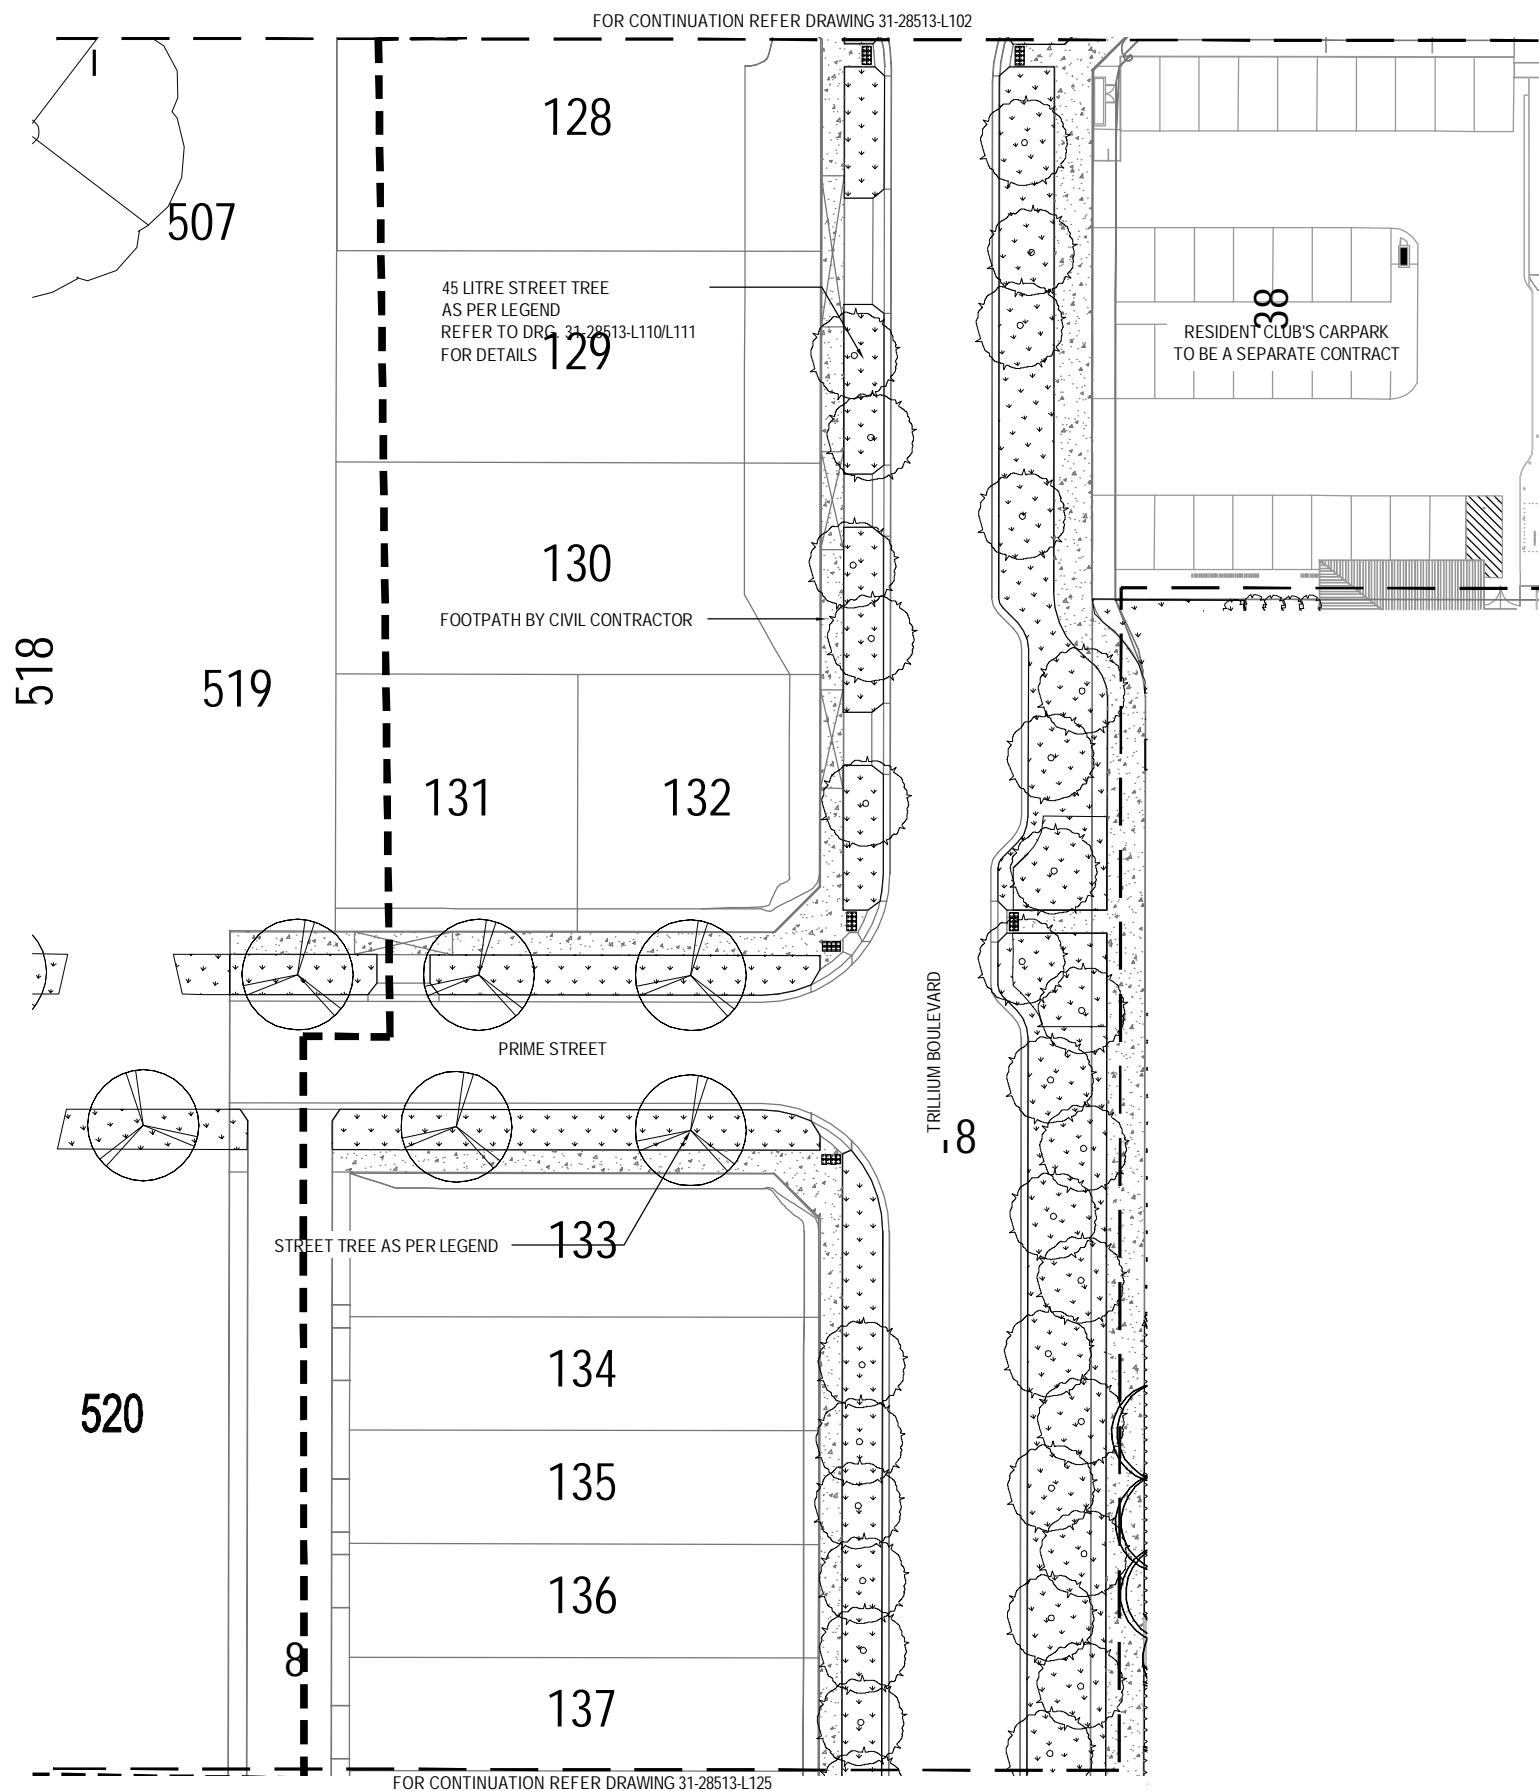 FOR CONTINUATION REFER DRAWING 31-28513-L102
128
507
45 LITRE STREET TREE
AS PER LEGEND
REFER TO DRG. 31-28513-L110/L111
FOR DETAILS
129
38
RESIDENT CLUB'S CARPARK
TO BE A SEPARATE CONTRACT
130
FOOTPATH BY CIVIL CONTRACTOR
518
519
131
132
PRIME STREET
TRILLIUM BOULEVARD
8
STREET TREE AS PER LEGEND
133
134
520
135
136
8
137
FOR CONTINUATION REFER DRAWING 31-28513-L125